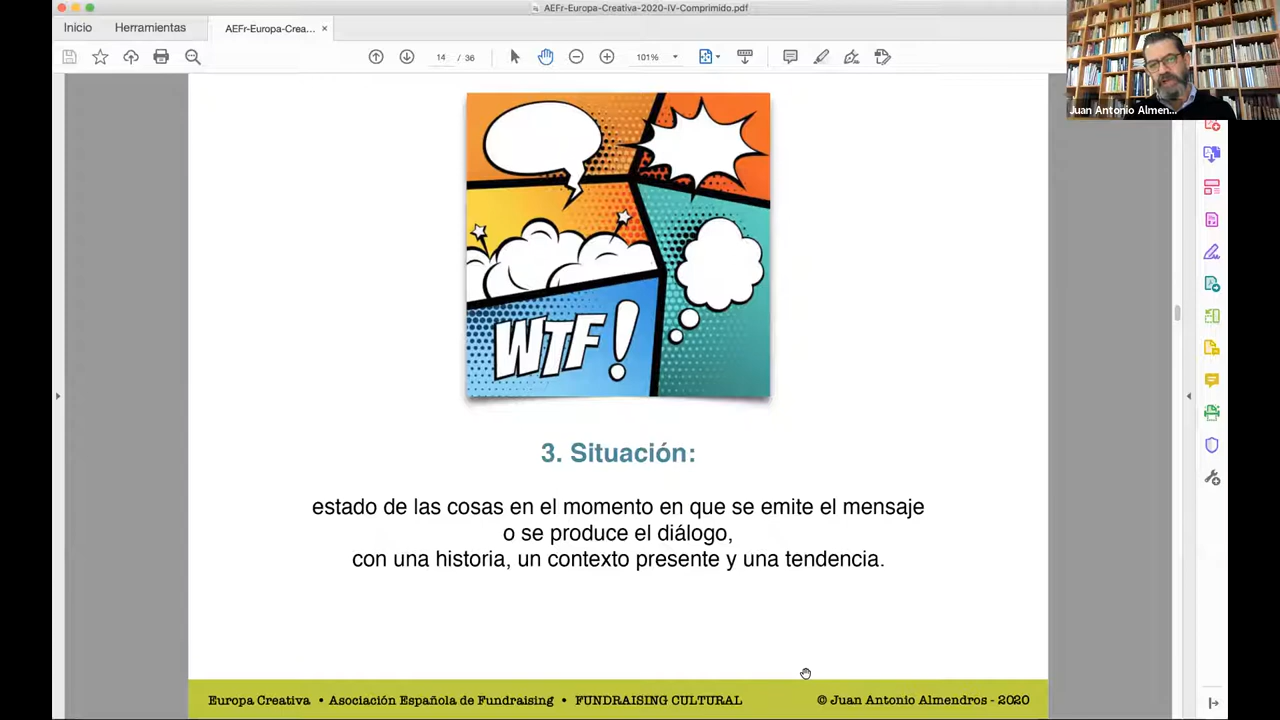 AEFr-Europa-Creativa-2020-IV-Comprimido.pdf
Inicio
Herramientas
AEFr-Europa-Crea... ×
14 / 36
101%
Juan Antonio Almen...
WTF!
3. Situación:
estado de las cosas en el momento en que se emite el mensaje
o se produce el diálogo,
con una historia, un contexto presente y una tendencia.
Europa Creativa • Asociación Española de Fundraising • FUNDRAISING CULTURAL
© Juan Antonio Almendros - 2020